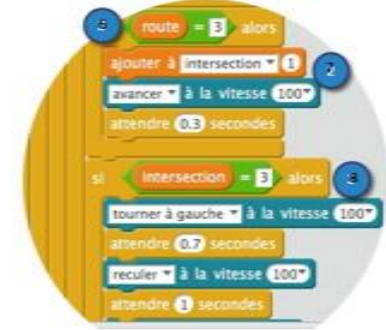 route = 3 alors
ajouter à intersection 1
2
avancer à la vitesse 100
attendre 0.3 secondes
si intersection = 3 alors
tourner à gauche à la vitesse 100
attendre 0.7 secondes
reculer à la vitesse 100
attendre 1 secondes